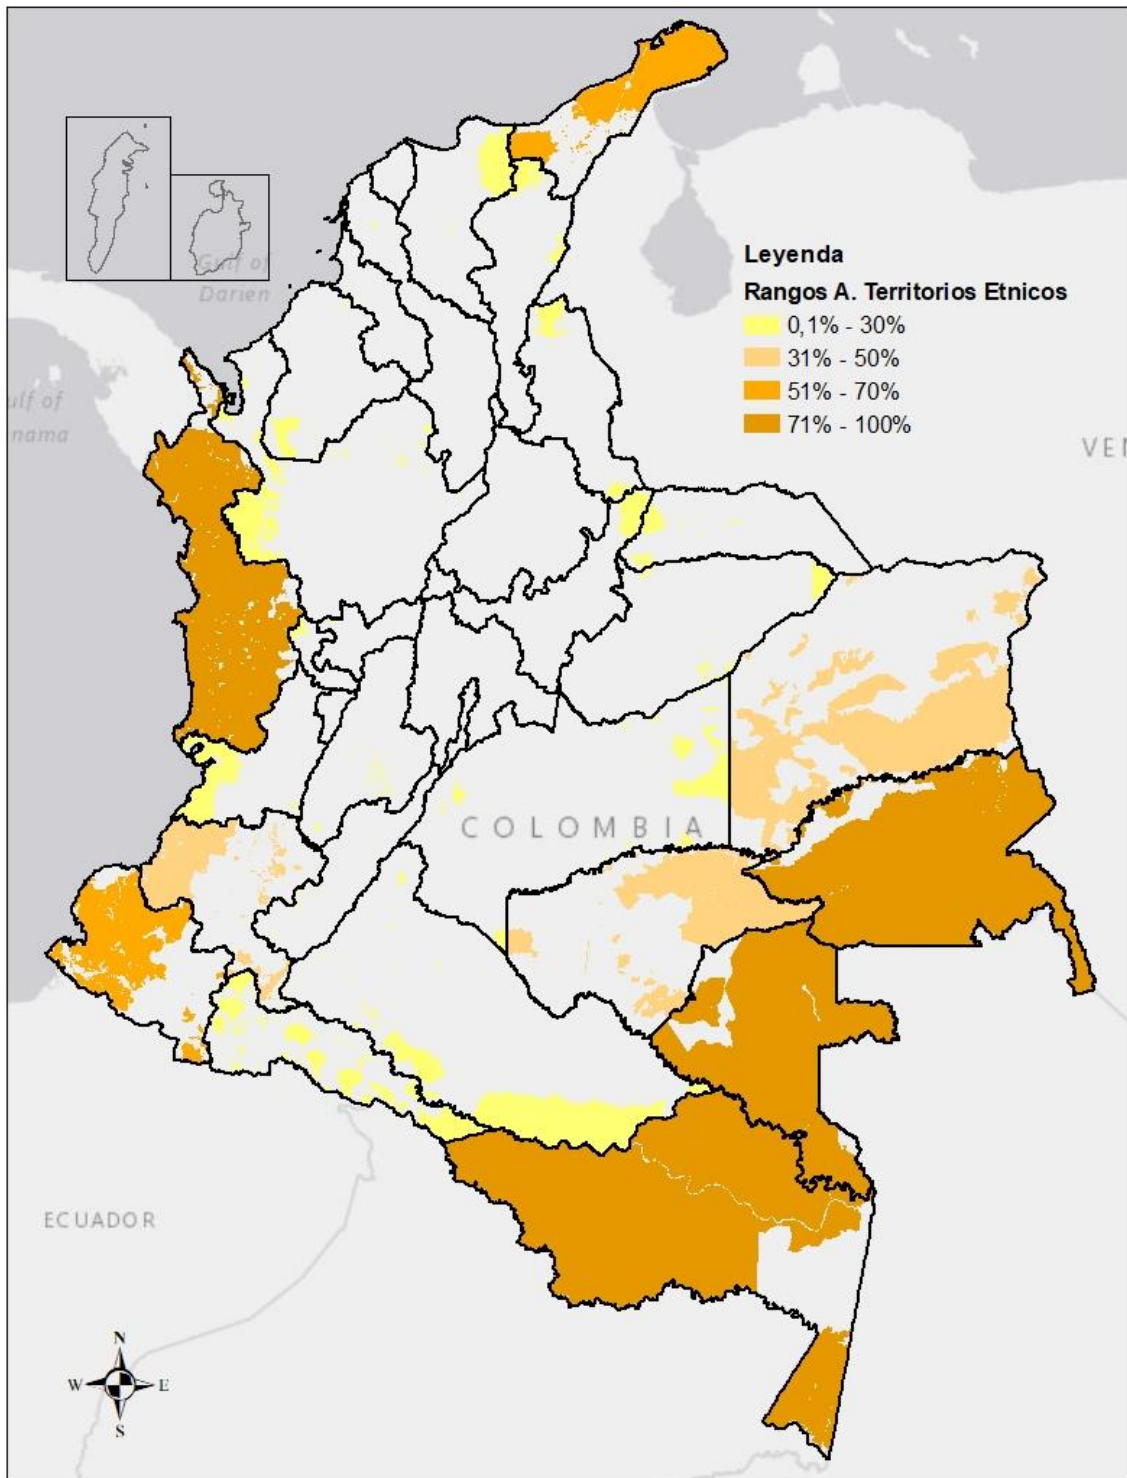 Leyenda
Rangos A. Territorios Etnicos
0,1% - 30%
31% - 50%
51% - 70%
71% - 100%
Gulf of
Darien
ulf of
nama
VEN
COLOMBIA
ECUADOR
N
W
E
S